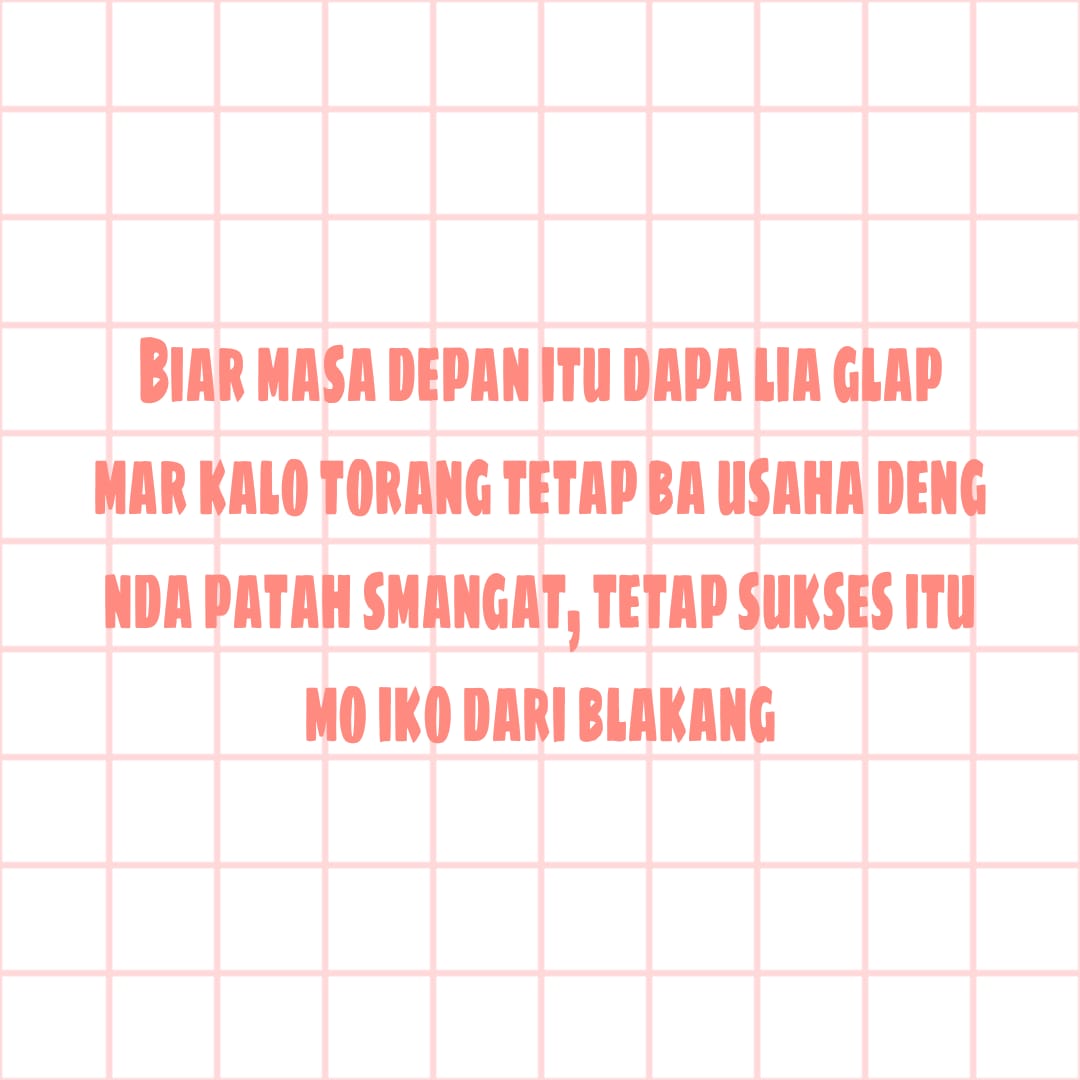 Biar masa depan itu dapa lia glap
mar kalo torang tetap ba usaha deng
nda patah smangat, tetap sukses itu
mo iko dari blakang